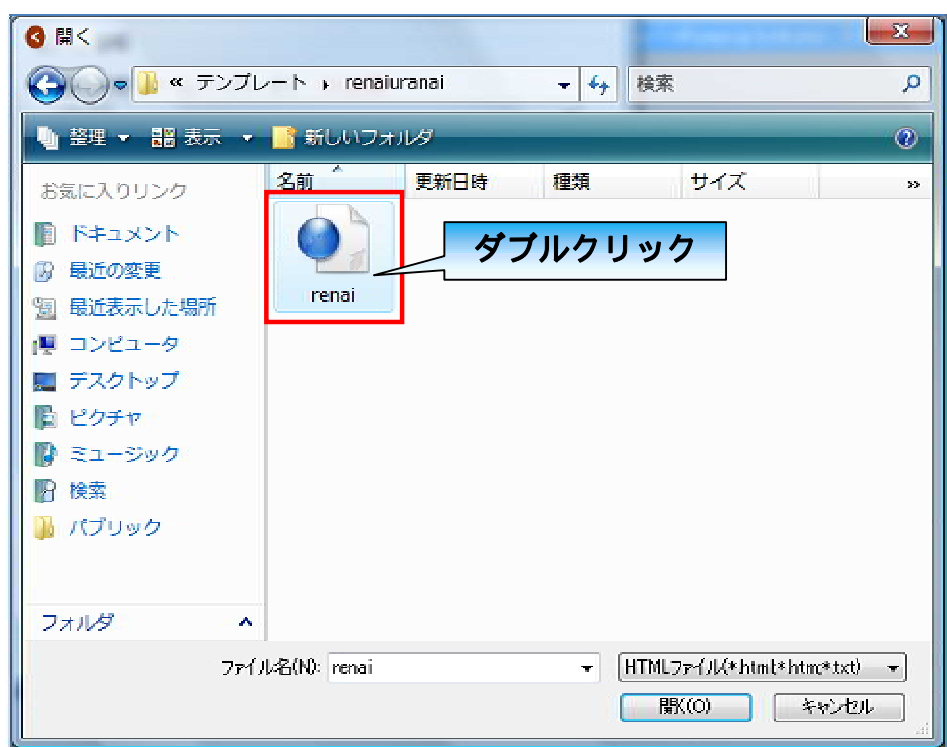 開く
« テンプレート renaiuranai
検索
整理 表示 新しいフォルダ
お気に入りリンク
名前 更新日時 種類 サイズ »
ドキュメント
最近の変更
最近表示した場所
コンピュータ
デスクトップ
ピクチャ
ミュージック
検索
パブリック
renai
ダブルクリック
フォルダ
ファイル名(N): renai
HTMLファイル(*.html;*.htm;*.txt)
開く(O) キャンセル